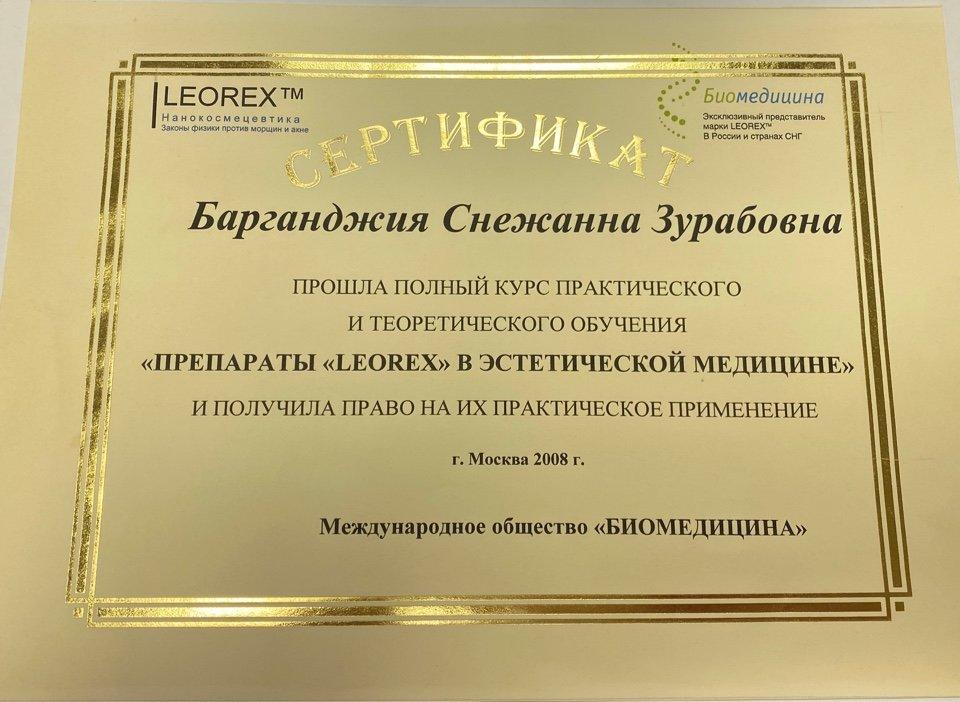 LEOREX™
Нанокосмецевтика
Законы физики против морщин и акне
Биомедицина
Эксклюзивный представитель
марки LEOREX™
В России и странах СНГ
СЕРТИФИКАТ
Барганджия Снежанна Зурабовна
ПРОШЛА ПОЛНЫЙ КУРС ПРАКТИЧЕСКОГО
И ТЕОРЕТИЧЕСКОГО ОБУЧЕНИЯ
«ПРЕПАРАТЫ «LEOREX» В ЭСТЕТИЧЕСКОЙ МЕДИЦИНЕ»
И ПОЛУЧИЛА ПРАВО НА ИХ ПРАКТИЧЕСКОЕ ПРИМЕНЕНИЕ
г. Москва 2008 г.
Международное общество «БИОМЕДИЦИНА»